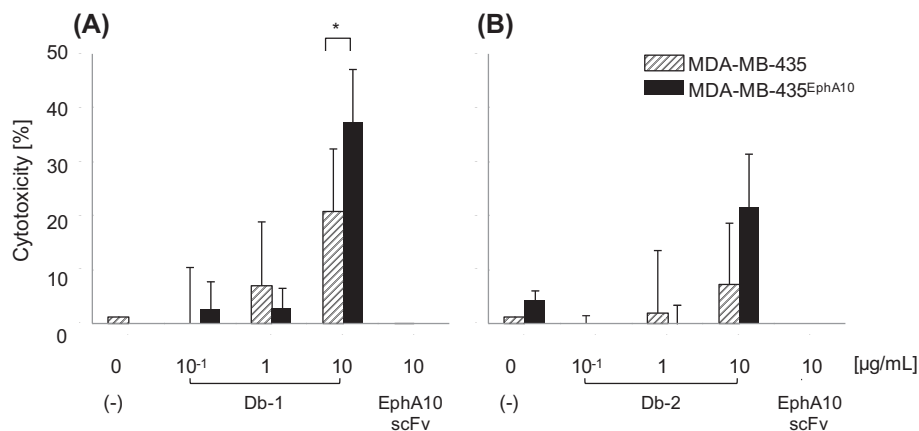 (A)
(B)
*
Cytotoxicity [%]
50
40
30
20
10
0
MDA-MB-435
MDA-MB-435EphA10
0 10-1 1 10 10
0 10-1 1 10 10 [μg/mL]
(-) Db-1 EphA10
scFv
(-) Db-2 EphA10
scFv